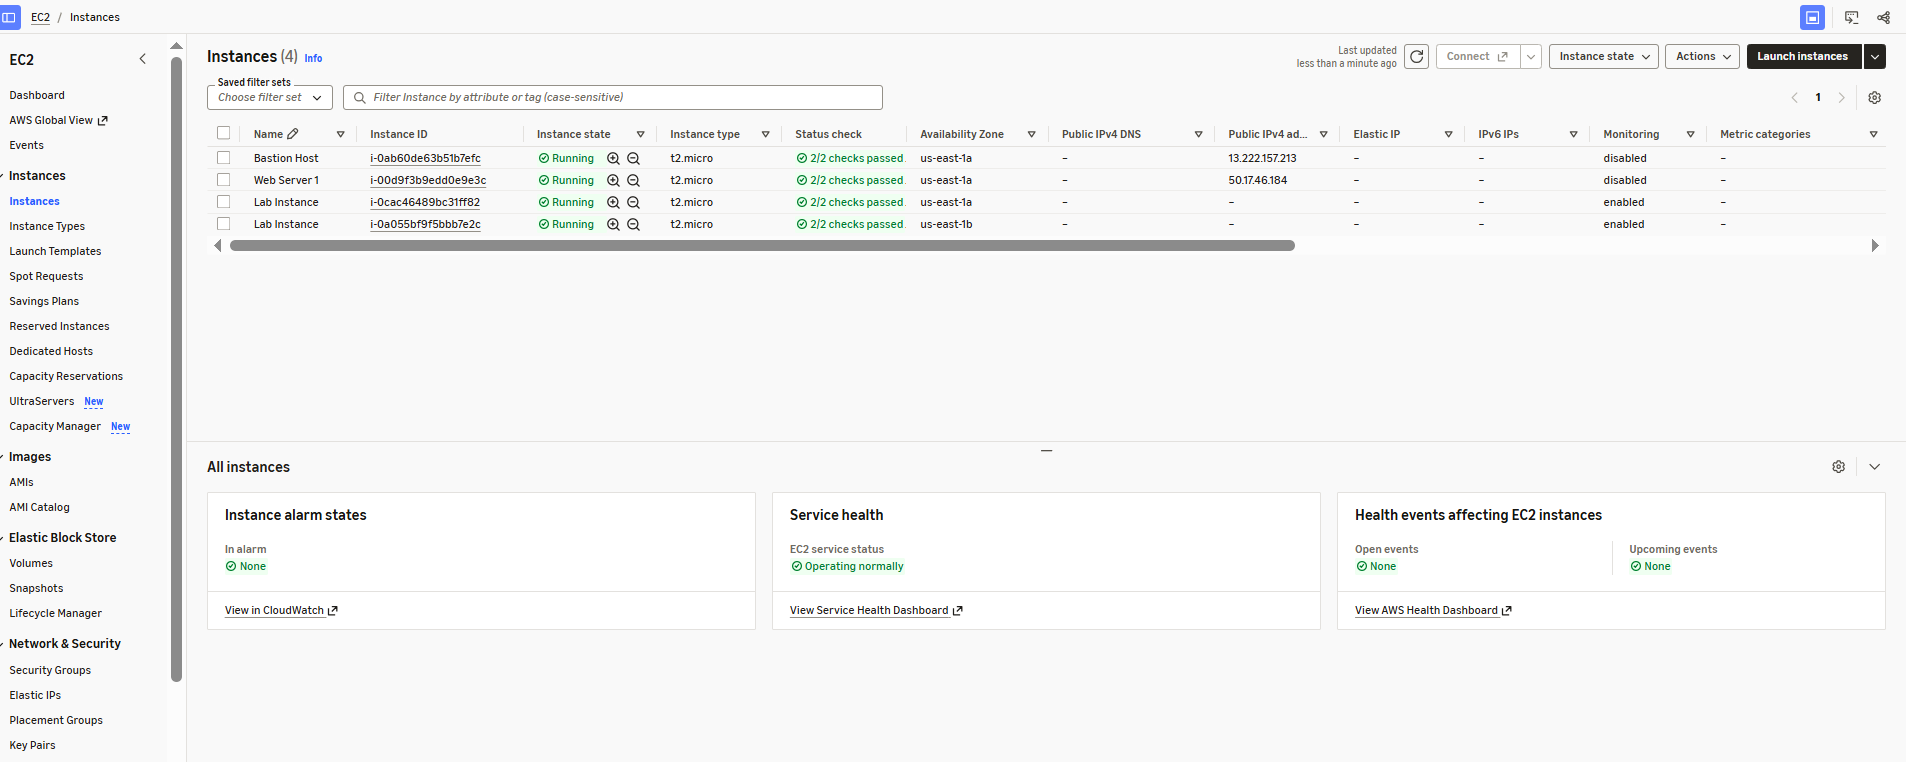 EC2 / Instances
EC2
Dashboard
AWS Global View
Events
Instances
Instances
Instance Types
Launch Templates
Spot Requests
Savings Plans
Reserved Instances
Dedicated Hosts
Capacity Reservations
UltraServers New
Capacity Manager New
Images
AMIs
AMI Catalog
Elastic Block Store
Volumes
Snapshots
Lifecycle Manager
Network & Security
Security Groups
Elastic IPs
Placement Groups
Key Pairs
Instances (4) Info
Last updated
less than a minute ago
Connect
Instance state
Actions
Launch instances
Saved filter sets
Choose filter set
Filter Instance by attribute or tag (case-sensitive)
1
Name Instance ID Instance state Instance type Status check Availability Zone Public IPv4 DNS Public IPv4 ad... Elastic IP IPv6 IPs Monitoring Metric categories
Bastion Host i-0ab60de63b51b7efc Running t2.micro 2/2 checks passed us-east-1a – 13.222.157.213 – – disabled –
Web Server 1 i-00d9f3b9edd0e9e3c Running t2.micro 2/2 checks passed us-east-1a – 50.17.46.184 – – disabled –
Lab Instance i-0cac46489bc31ff82 Running t2.micro 2/2 checks passed us-east-1a – – – – enabled –
Lab Instance i-0a055bf9f5bbb7e2c Running t2.micro 2/2 checks passed us-east-1b – – – – enabled –
All instances
Instance alarm states
In alarm
None
View in CloudWatch
Service health
EC2 service status
Operating normally
View Service Health Dashboard
Health events affecting EC2 instances
Open events Upcoming events
None None
View AWS Health Dashboard